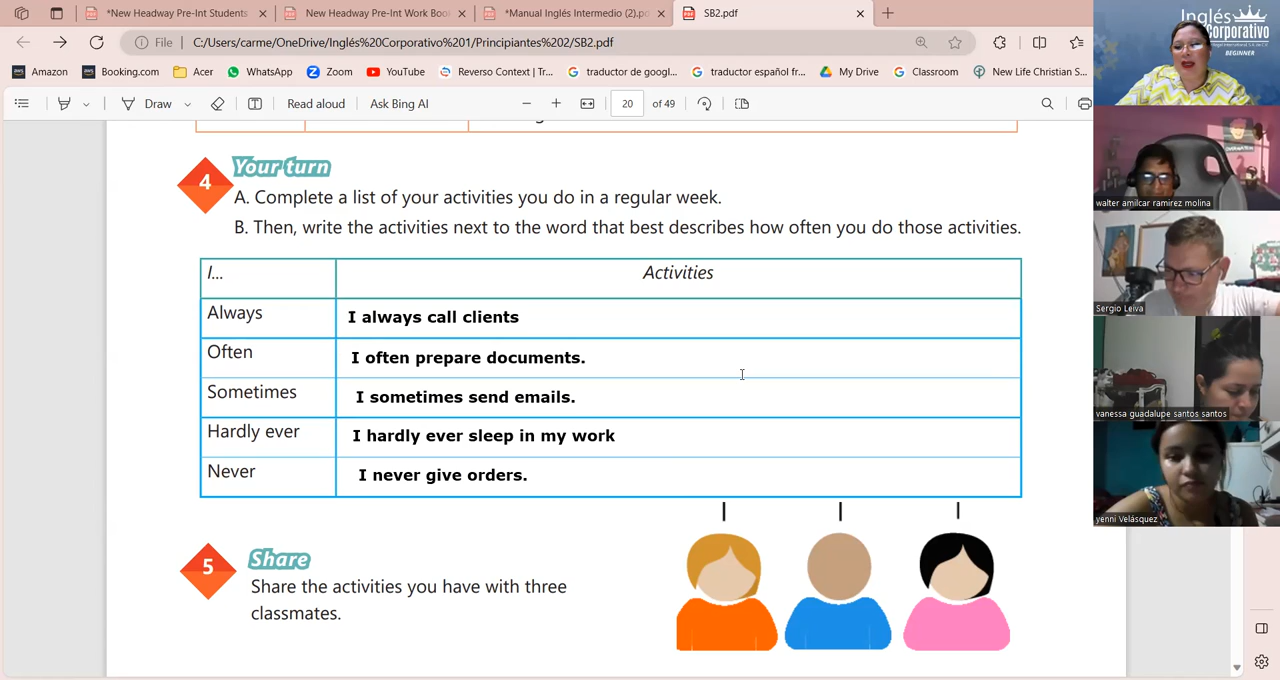 *New Headway Pre-Int Students
New Headway Pre-Int Work Boo
*Manual Inglés Intermedio (2).pd
SB2.pdf
File C:/Users/carme/OneDrive/Inglés%20Corporativo%201/Principiantes%202/SB2.pdf
Amazon Booking.com Acer WhatsApp Zoom YouTube Reverso Context | Tr... traductor de googl... traductor español fr... My Drive Classroom New Life Christian S...
Draw Read aloud Ask Bing AI 20 of 49
4 Your turn
A. Complete a list of your activities you do in a regular week.
B. Then, write the activities next to the word that best describes how often you do those activities.
I... Activities
Always I always call clients
Often I often prepare documents.
Sometimes I sometimes send emails.
Hardly ever I hardly ever sleep in my work
Never I never give orders.
5 Share
Share the activities you have with three
classmates.
Inglés
Corporativo
BEGINNER
walter amilcar ramirez molina
Sergio Leiva
vanessa guadalupe santos santos
yenni Velásquez